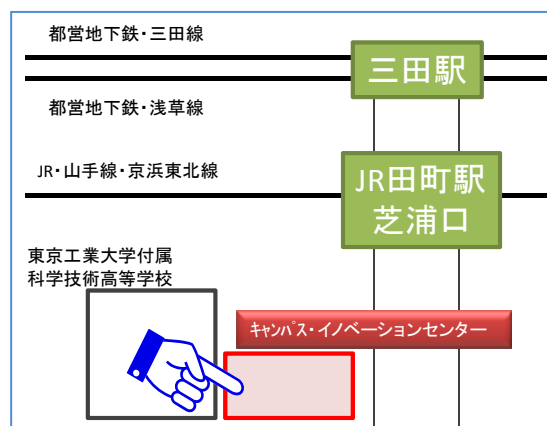 都営地下鉄・三田線
三田駅
都営地下鉄・浅草線
JR・山手線・京浜東北線
JR田町駅
芝浦口
東京工業大学付属
科学技術高等学校
キャンパス・イノベーションセンター